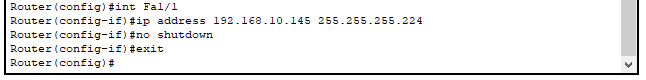 Router(config)#int Fa1/1
Router(config-if)#ip address 192.168.10.145 255.255.255.224
Router(config-if)#no shutdown
Router(config-if)#exit
Router(config)#